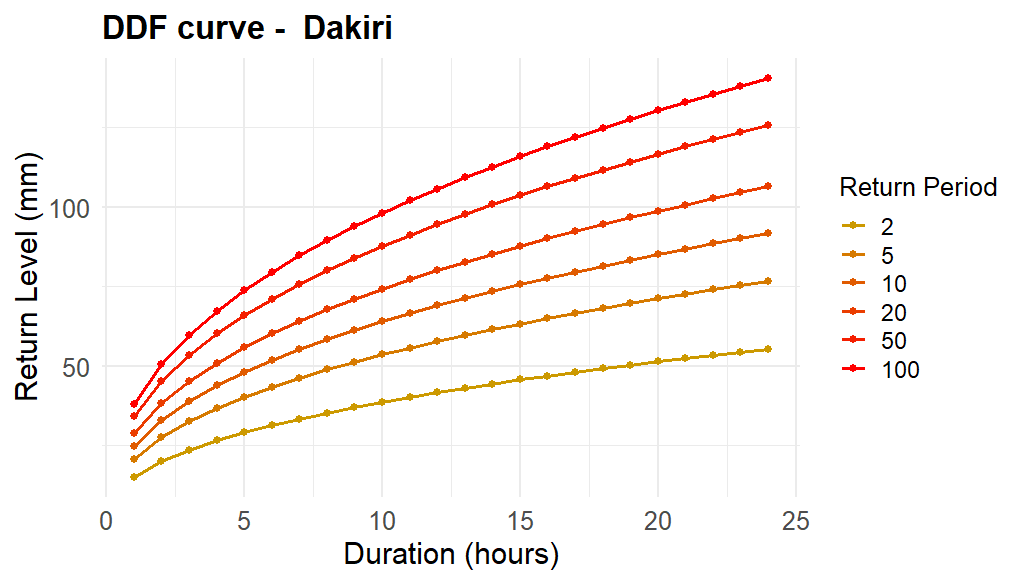 DDF curve -  Dakiri
Return Level (mm)
100
50
0 5 10 15 20 25
Duration (hours)
Return Period
2
5
10
20
50
100